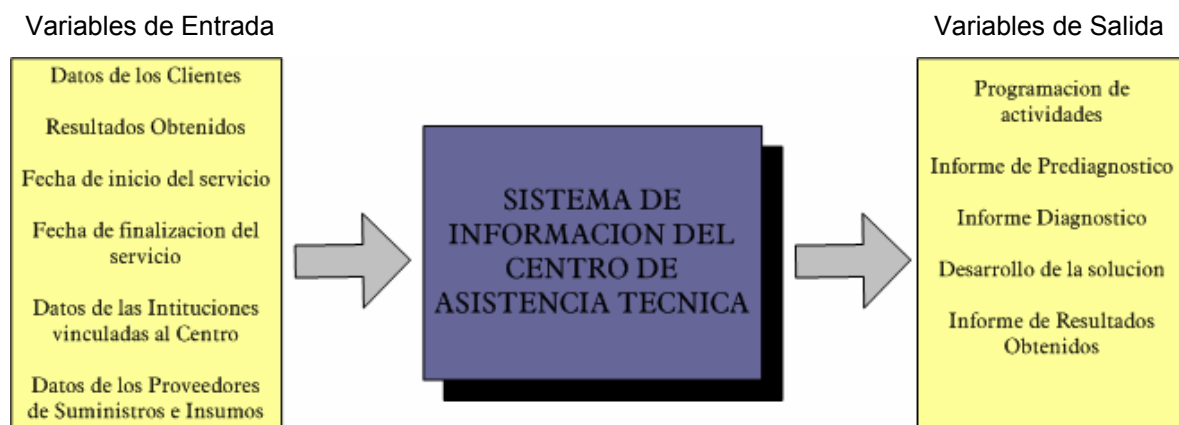 Variables de Entrada
Datos de los Clientes
Resultados Obtenidos
Fecha de inicio del servicio
Fecha de finalizacion del
servicio
Datos de las Intituciones
vinculadas al Centro
Datos de los Proveedores
de Suministros e Insumos
SISTEMA DE
INFORMACION DEL
CENTRO DE
ASISTENCIA TECNICA
Variables de Salida
Programacion de
actividades
Informe de Prediagnostico
Informe Diagnostico
Desarrollo de la solucion
Informe de Resultados
Obtenidos